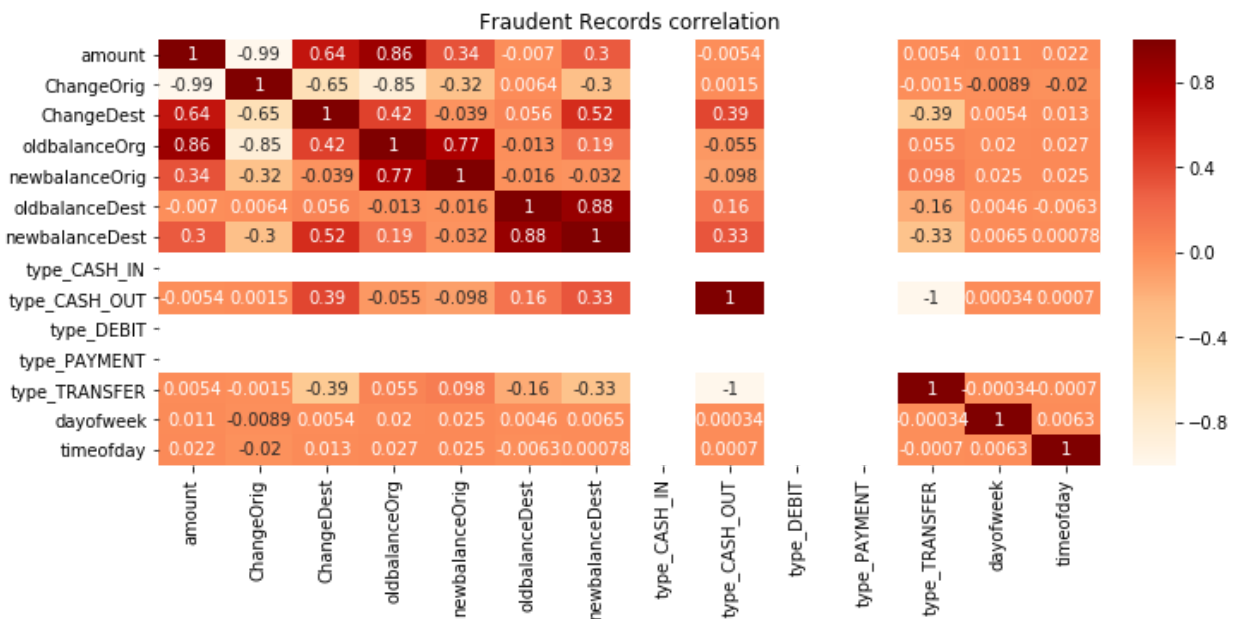 Fraudent Records correlation
amount 1 -0.99 0.64 0.86 0.34 -0.007 0.3 -0.0054 0.0054 0.011 0.022
ChangeOrig -0.99 1 -0.65 -0.85 -0.32 0.0064 -0.3 0.0015 -0.0015 -0.0089 -0.02
ChangeDest 0.64 -0.65 1 0.42 -0.039 0.056 0.52 0.39 -0.39 0.0054 0.013
oldbalanceOrg 0.86 -0.85 0.42 1 0.77 -0.013 0.19 -0.055 0.055 0.02 0.027
newbalanceOrig 0.34 -0.32 -0.039 0.77 1 -0.016 -0.032 -0.098 0.098 0.025 0.025
oldbalanceDest -0.007 0.0064 0.056 -0.013 -0.016 1 0.88 0.16 -0.16 0.0046 -0.0063
newbalanceDest 0.3 -0.3 0.52 0.19 -0.032 0.88 1 0.33 -0.33 0.0065 0.00078
type_CASH_IN
type_CASH_OUT -0.0054 0.0015 0.39 -0.055 -0.098 0.16 0.33 1 -1 0.00034 0.0007
type_DEBIT
type_PAYMENT
type_TRANSFER 0.0054 -0.0015 -0.39 0.055 0.098 -0.16 -0.33 -1 1 -0.00034 -0.0007
dayofweek 0.011 -0.0089 0.0054 0.02 0.025 0.0046 0.0065 0.00034 -0.00034 1 0.0063
timeofday 0.022 -0.02 0.013 0.027 0.025 -0.0063 0.00078 0.0007 -0.0007 0.0063 1
amount
ChangeOrig
ChangeDest
oldbalanceOrg
newbalanceOrig
oldbalanceDest
newbalanceDest
type_CASH_IN
type_CASH_OUT
type_DEBIT
type_PAYMENT
type_TRANSFER
dayofweek
timeofday
0.8
0.4
0.0
-0.4
-0.8